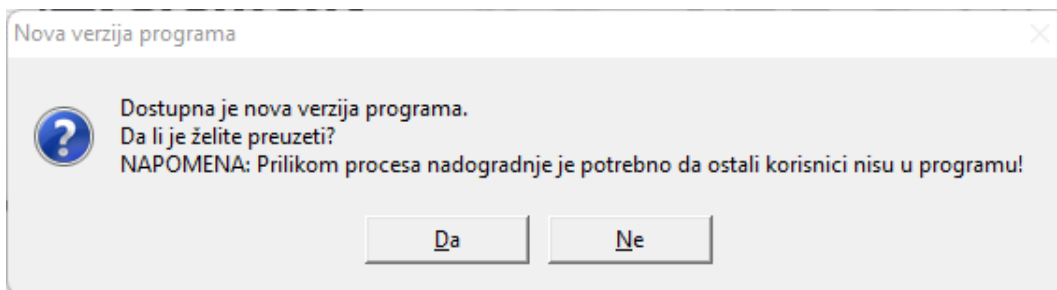 Nova verzija programa
Dostupna je nova verzija programa.
Da li je želite preuzeti?
NAPOMENA: Prilikom procesa nadogradnje je potrebno da ostali korisnici nisu u programu!
Da
Ne